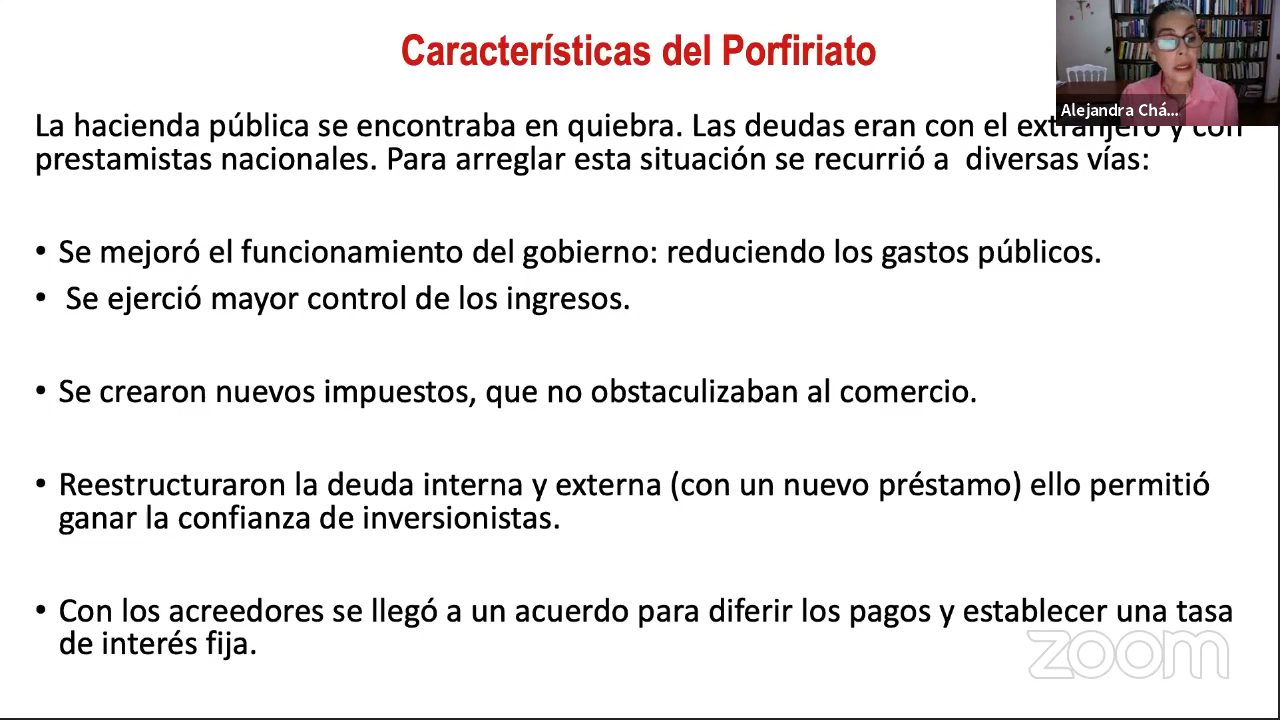 Características del Porfiriato
Alejandra Chá...
La hacienda pública se encontraba en quiebra. Las deudas eran con el extranjero y con
prestamistas nacionales. Para arreglar esta situación se recurrió a diversas vías:
• Se mejoró el funcionamiento del gobierno: reduciendo los gastos públicos.
• Se ejerció mayor control de los ingresos.
• Se crearon nuevos impuestos, que no obstaculizaban al comercio.
• Reestructuraron la deuda interna y externa (con un nuevo préstamo) ello permitió
ganar la confianza de inversionistas.
• Con los acreedores se llegó a un acuerdo para diferir los pagos y establecer una tasa
de interés fija.
zoom